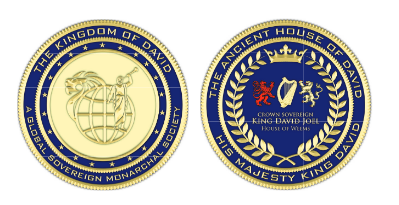 THE KINGDOM OF DAVID
A GLOBAL SOVEREIGN MONARCHAL SOCIETY
THE ANCIENT HOUSE OF DAVID
CROWN SOVEREIGN
KING DAVID JOEL
HOUSE OF WEEMS
HIS MAJESTY KING DAVID